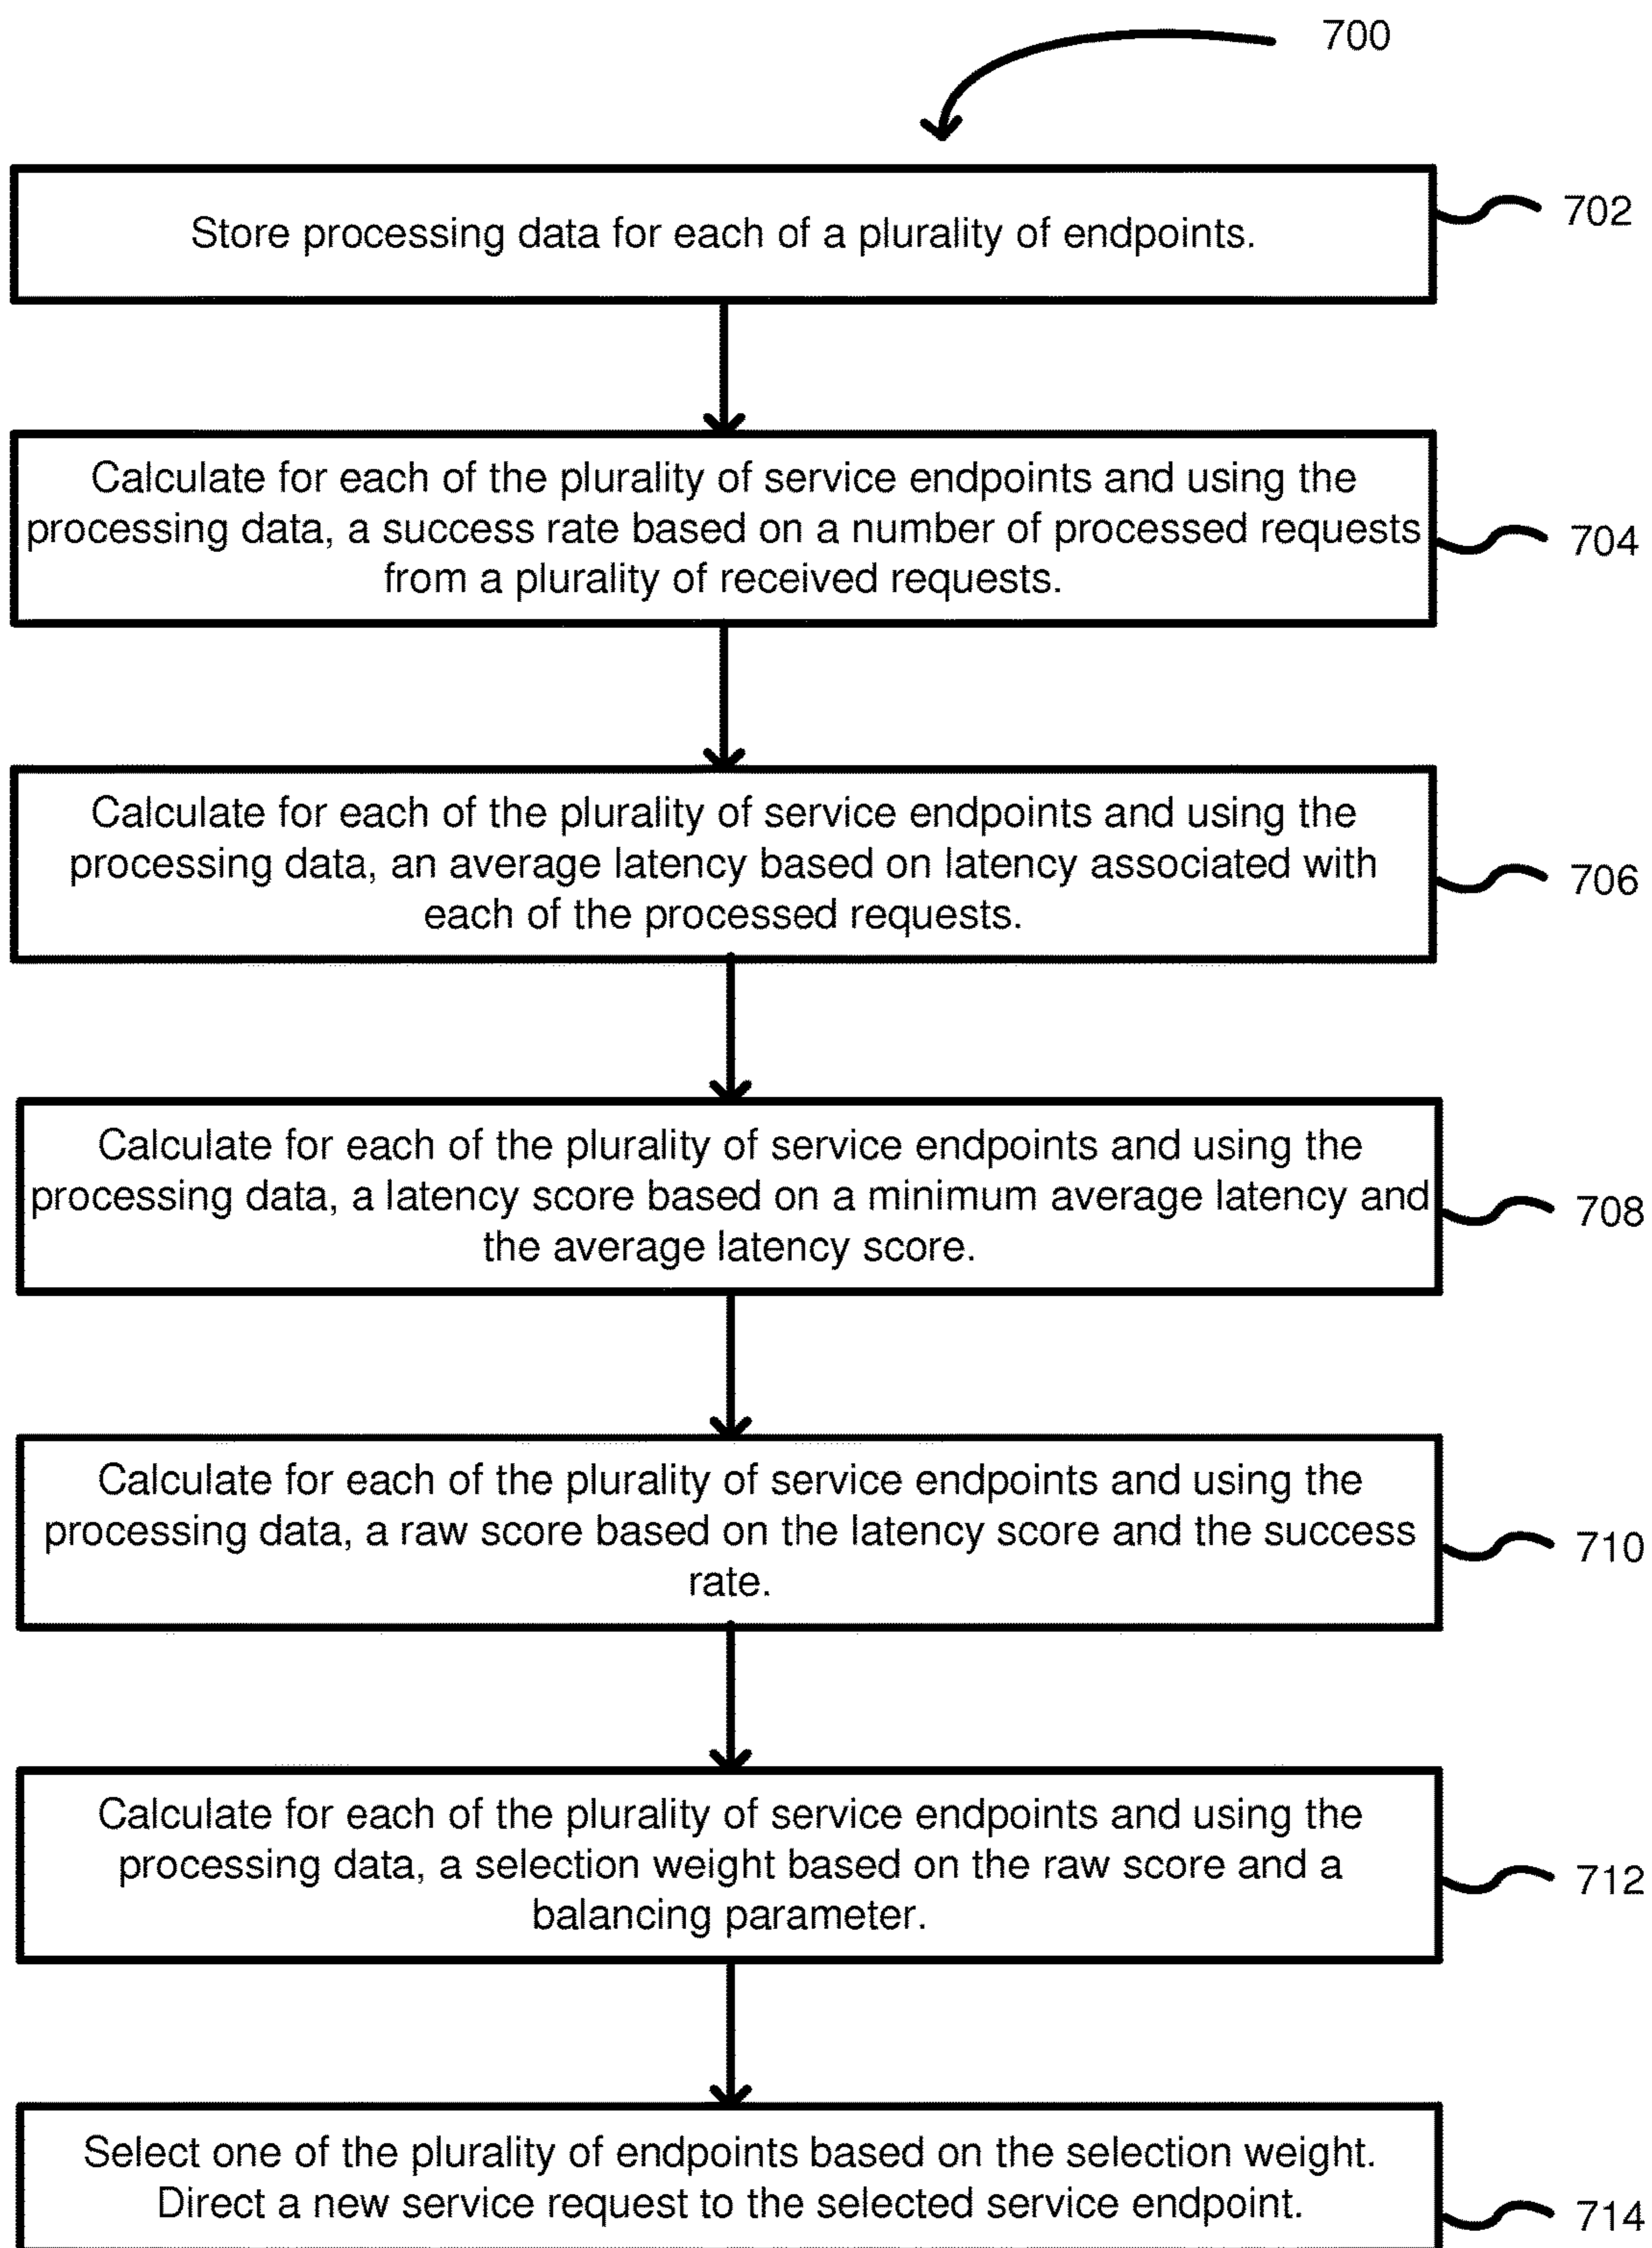 700
Store processing data for each of a plurality of endpoints.
702
Calculate for each of the plurality of service endpoints and using the
processing data, a success rate based on a number of processed requests
from a plurality of received requests.
704
Calculate for each of the plurality of service endpoints and using the
processing data, an average latency based on latency associated with
each of the processed requests.
706
Calculate for each of the plurality of service endpoints and using the
processing data, a latency score based on a minimum average latency and
the average latency score.
708
Calculate for each of the plurality of service endpoints and using the
processing data, a raw score based on the latency score and the success
rate.
710
Calculate for each of the plurality of service endpoints and using the
processing data, a selection weight based on the raw score and a
balancing parameter.
712
Select one of the plurality of endpoints based on the selection weight.
Direct a new service request to the selected service endpoint.
714